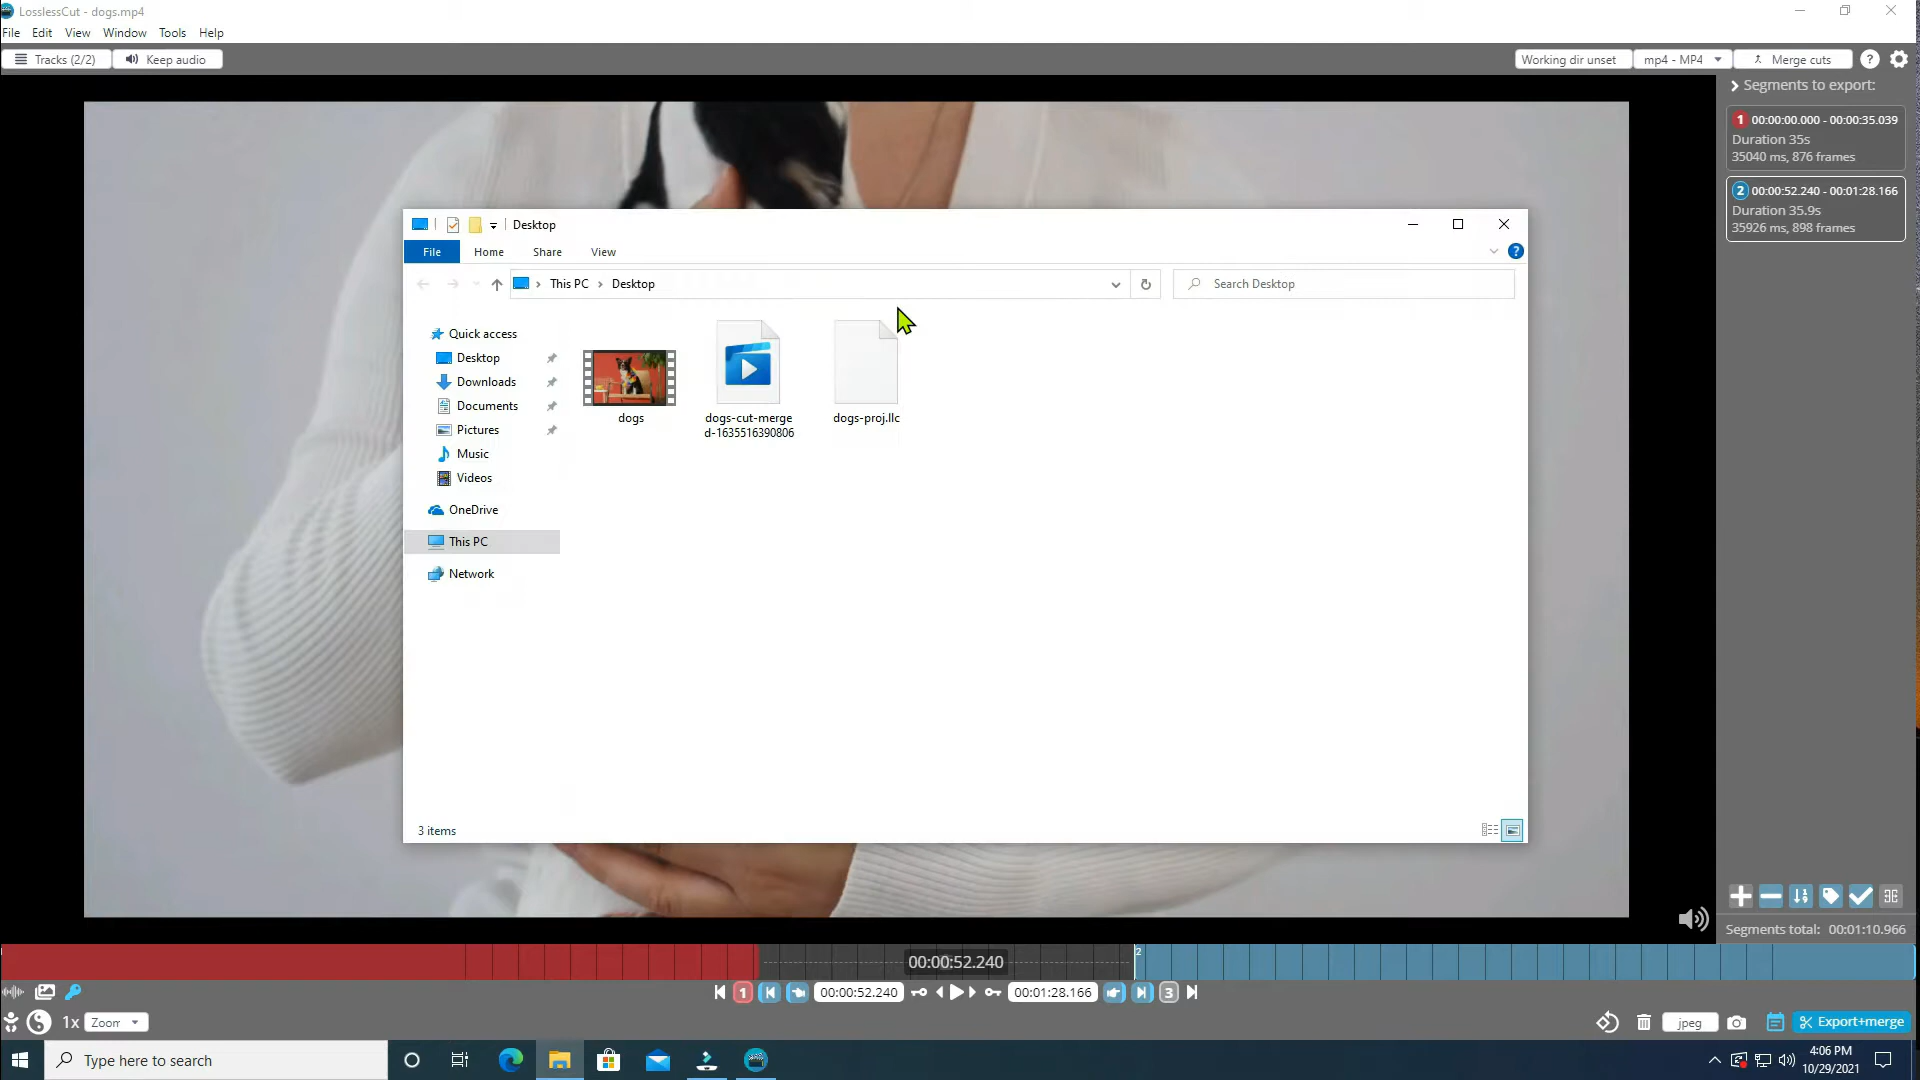 LosslessCut - dogs.mp4
File Edit View Window Tools Help
Tracks (2/2) Keep audio Working dir unset mp4 - MP4 Merge cuts ?
Segments to export:
1 00:00:00.000 - 00:00:35.039
Duration 35s
35040 ms, 876 frames
2 00:00:52.240 - 00:01:28.166
Duration 35.9s
35926 ms, 898 frames
Desktop
File Home Share View ?
This PC Desktop Search Desktop
Quick access
Desktop
Downloads
Documents
Pictures
Music
Videos
OneDrive
This PC
Network
dogs
dogs-cut-merge
d-1635516390806
dogs-proj.llc
3 items
Segments total: 00:01:10.966
00:00:52.240 2
1 00:00:52.240 00:01:28.166 3
1x Zoom jpeg Export+merge
Type here to search
4:06 PM
10/29/2021